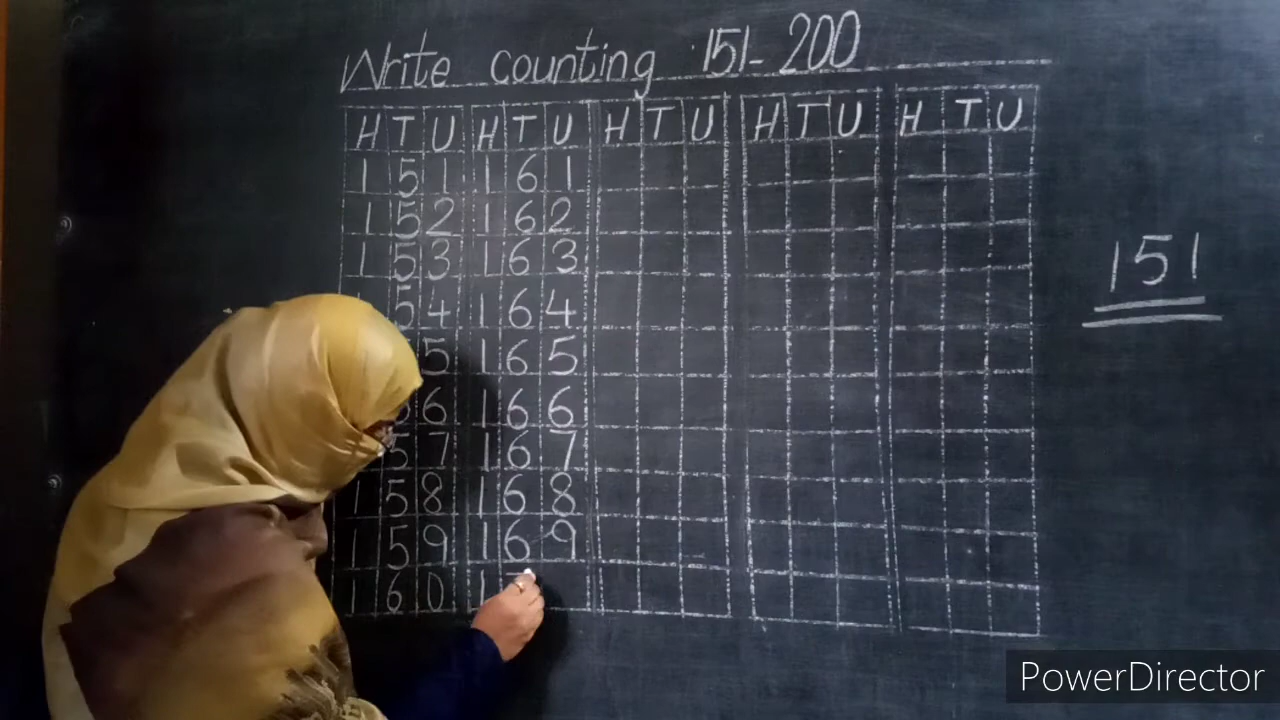 Write counting 151-200
H T U H T U H T U H T U H T U
1 5 1 1 6 1
1 5 2 1 6 2
1 5 3 1 6 3
151
5 4 1 6 4
5 1 6 5
6 1 6 6
5 7 1 6 7
1 5 8 1 6 8
1 5 9 1 6 9
1 6 0 1
PowerDirector